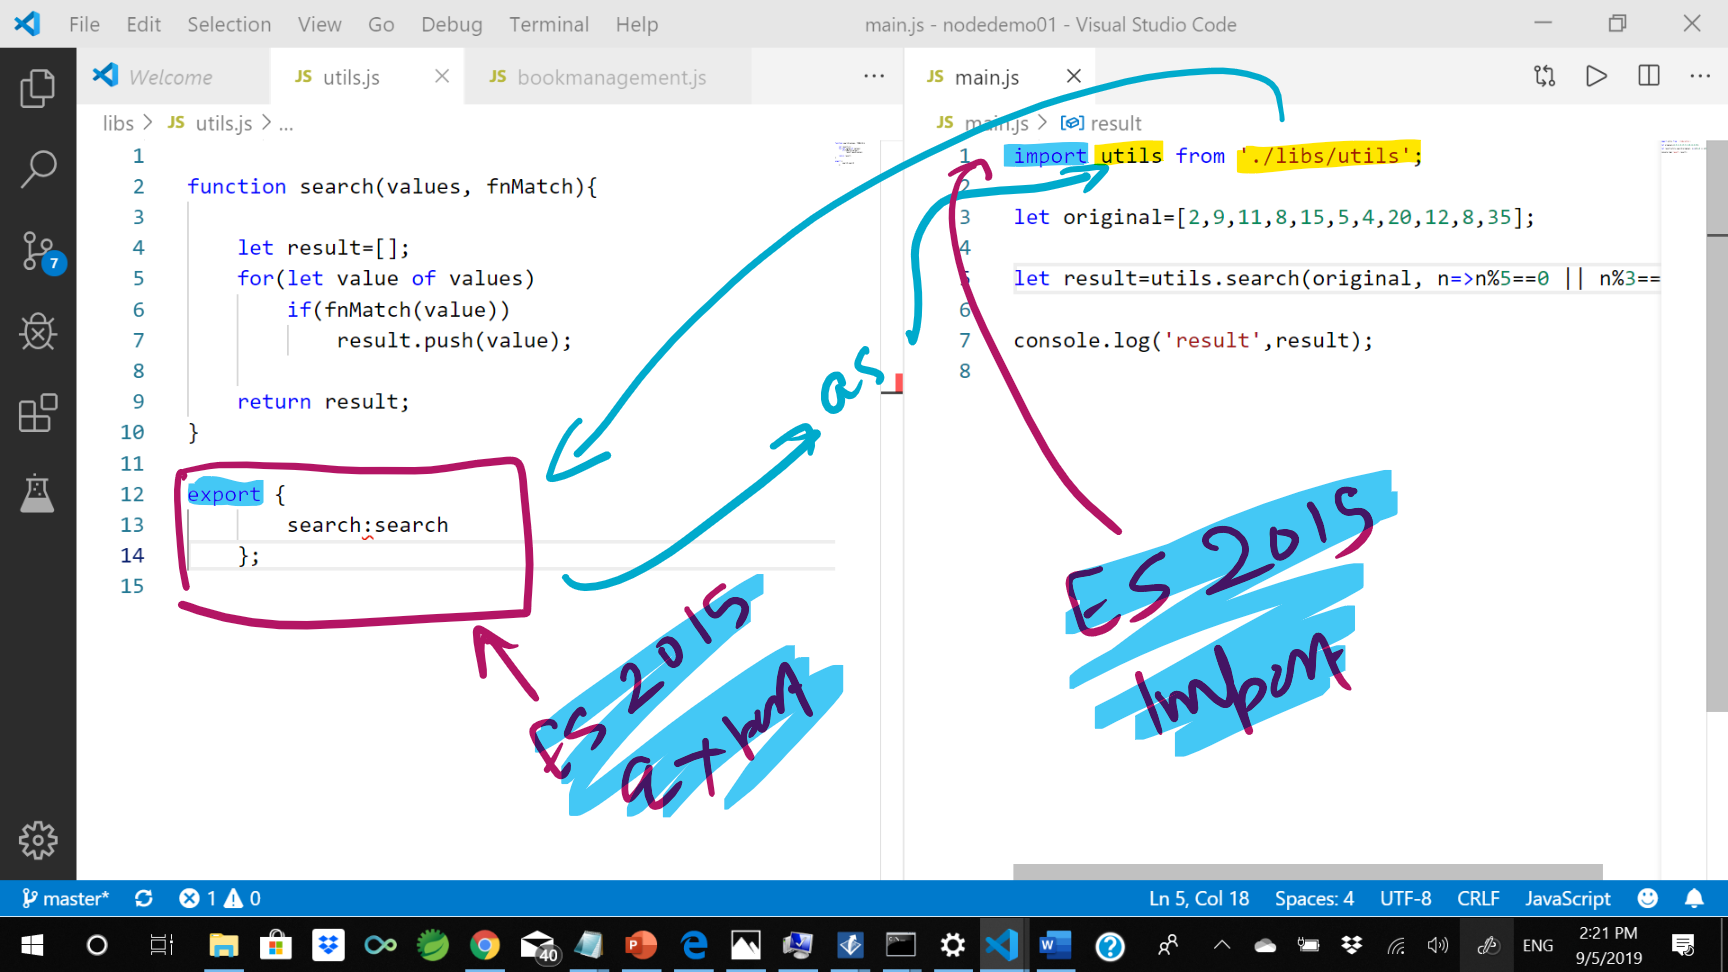 File Edit Selection View Go Debug Terminal Help
main.js - nodedemo01 - Visual Studio Code
Welcome
JS utils.js
JS bookmanagement.js
libs > JS utils.js > ...
1
2 function search(values, fnMatch){
3
4 let result=[];
5 for(let value of values)
6 if(fnMatch(value))
7 result.push(value);
8
9 return result;
10 }
11
12 export {
13 search:search
14 };
15
JS main.js
JS main.js > result
1 import utils from './libs/utils';
2
3 let original=[2,9,11,8,15,5,4,20,12,8,35];
4
5 let result=utils.search(original, n=>n%5==0 || n%3==
6
7 console.log('result',result);
8
as
ES 2015
export
ES 2015
Import
7
master* 1 0
Ln 5, Col 18 Spaces: 4 UTF-8 CRLF JavaScript
40
ENG
2:21 PM
9/5/2019